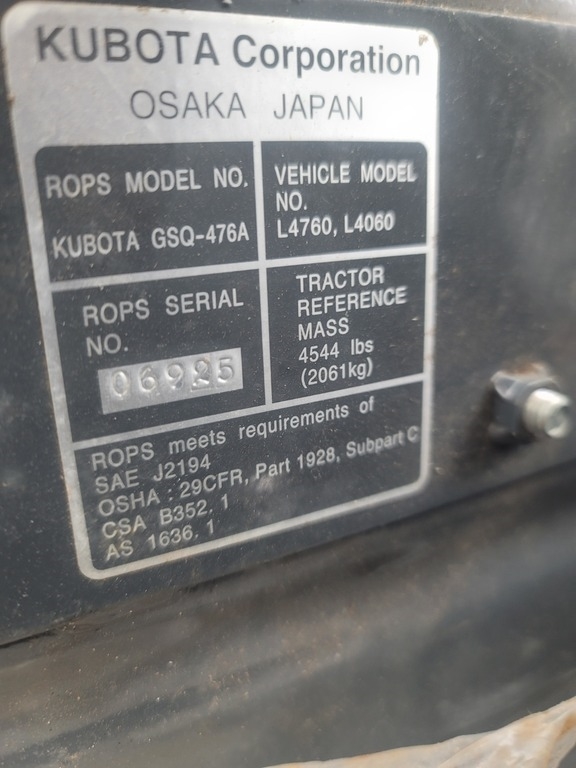 KUBOTA Corporation
OSAKA JAPAN
ROPS MODEL NO.
KUBOTA GSQ-476A
VEHICLE MODEL
NO.
L4760, L4060
ROPS SERIAL
NO.
06925
TRACTOR
REFERENCE
MASS
4544 lbs
(2061kg)
ROPS meets requirements of
SAE J2194
OSHA : 29CFR, Part 1928, Subpart C
CSA B352. 1
AS 1636. 1